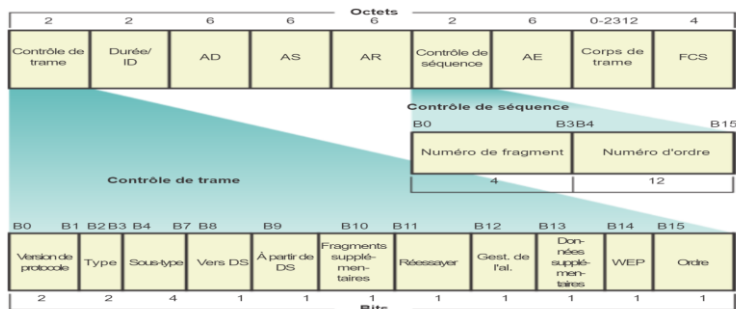 Octets
2 2 6 6 6 2 6 0-2312 4
Contrôle de
trame
Durée/
ID
AD
AS
AR
Contrôle de
séquence
AE
Corps de
trame
FCS
Contrôle de séquence
B0 B3 B4 B15
Numéro de fragment
Numéro d'ordre
4 12
Contrôle de trame
B0 B1 B2 B3 B4 B7 B8 B9 B10 B11 B12 B13 B14 B15
Version de
protocole
Type
Sous-type
Vers DS
À partir de
DS
Fragments
supplé-
men-
taires
Réessayer
Gest. de
l'al.
Don-
nées
supplé-
men-
taires
WEP
Ordre
2 2 4 1 1 1 1 1 1 1 1
Bits